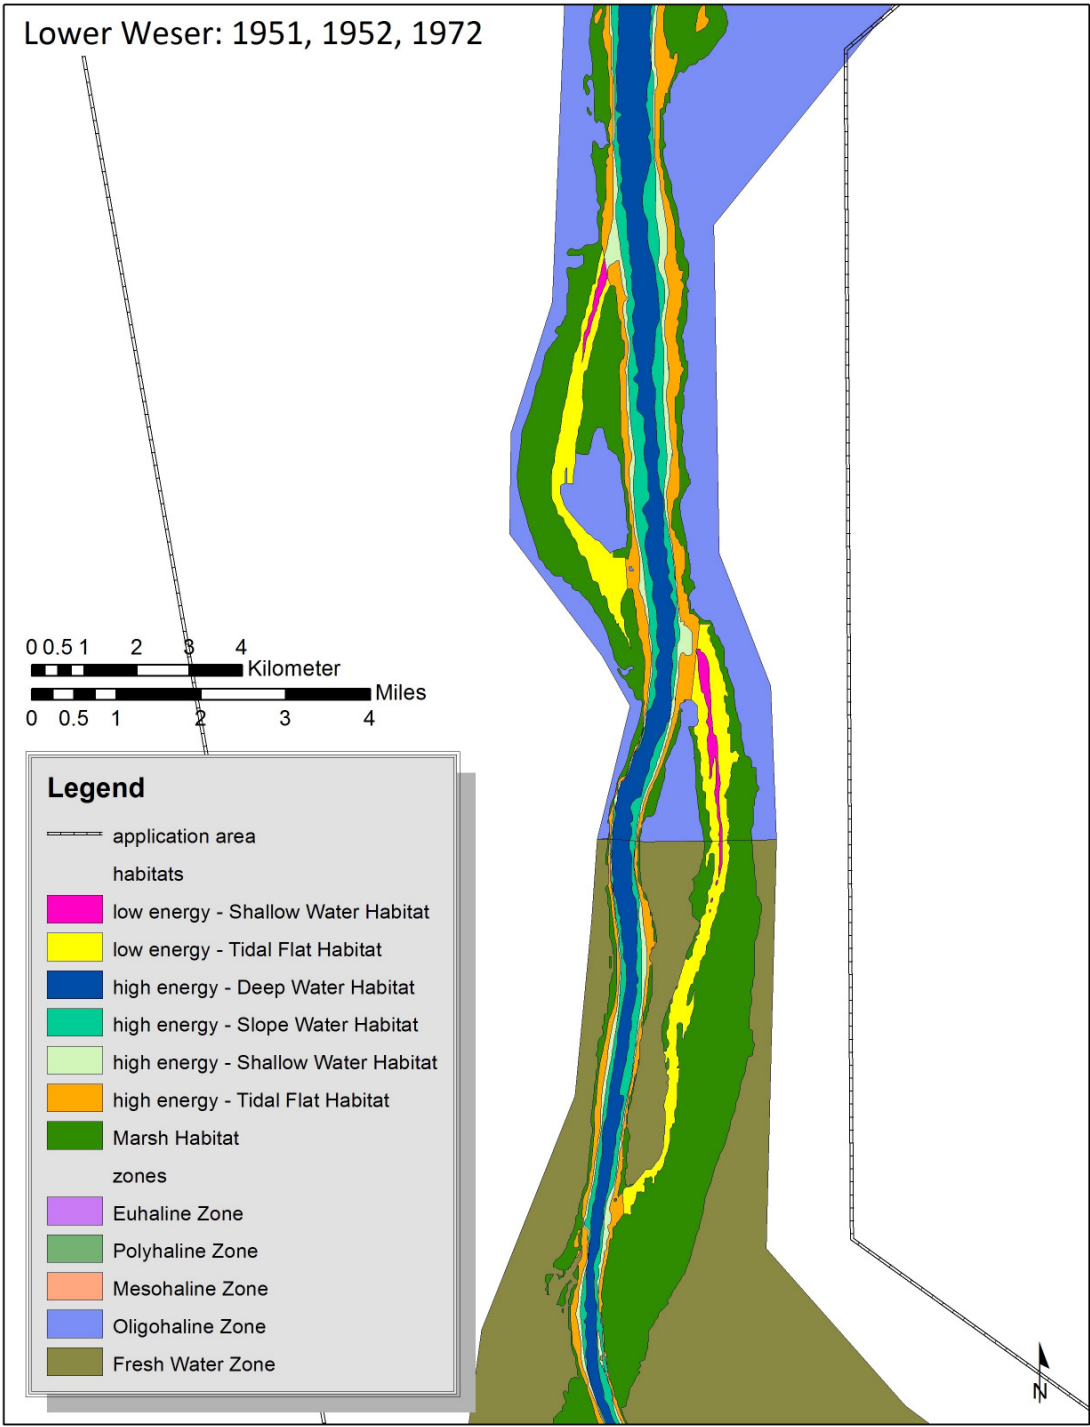 Lower Weser: 1951, 1952, 1972
0 0.5 1 2 3 4
Kilometer
Miles
0 0.5 1 2 3 4
Legend
application area
habitats
low energy - Shallow Water Habitat
low energy - Tidal Flat Habitat
high energy - Deep Water Habitat
high energy - Slope Water Habitat
high energy - Shallow Water Habitat
high energy - Tidal Flat Habitat
Marsh Habitat
zones
Euhaline Zone
Polyhaline Zone
Mesohaline Zone
Oligohaline Zone
Fresh Water Zone
N